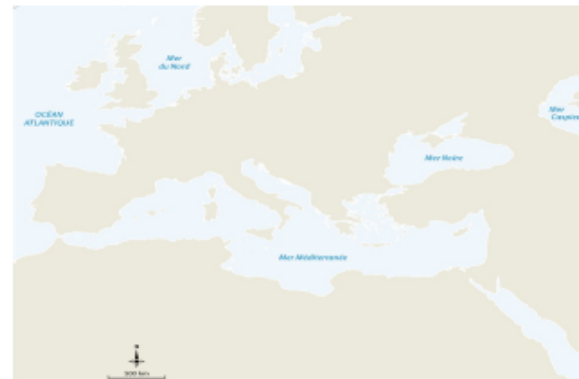 Mer
du Nord
OCÉAN
ATLANTIQUE
Mer
Caspienne
Mer Noire
Mer Méditerranée
N
500 km